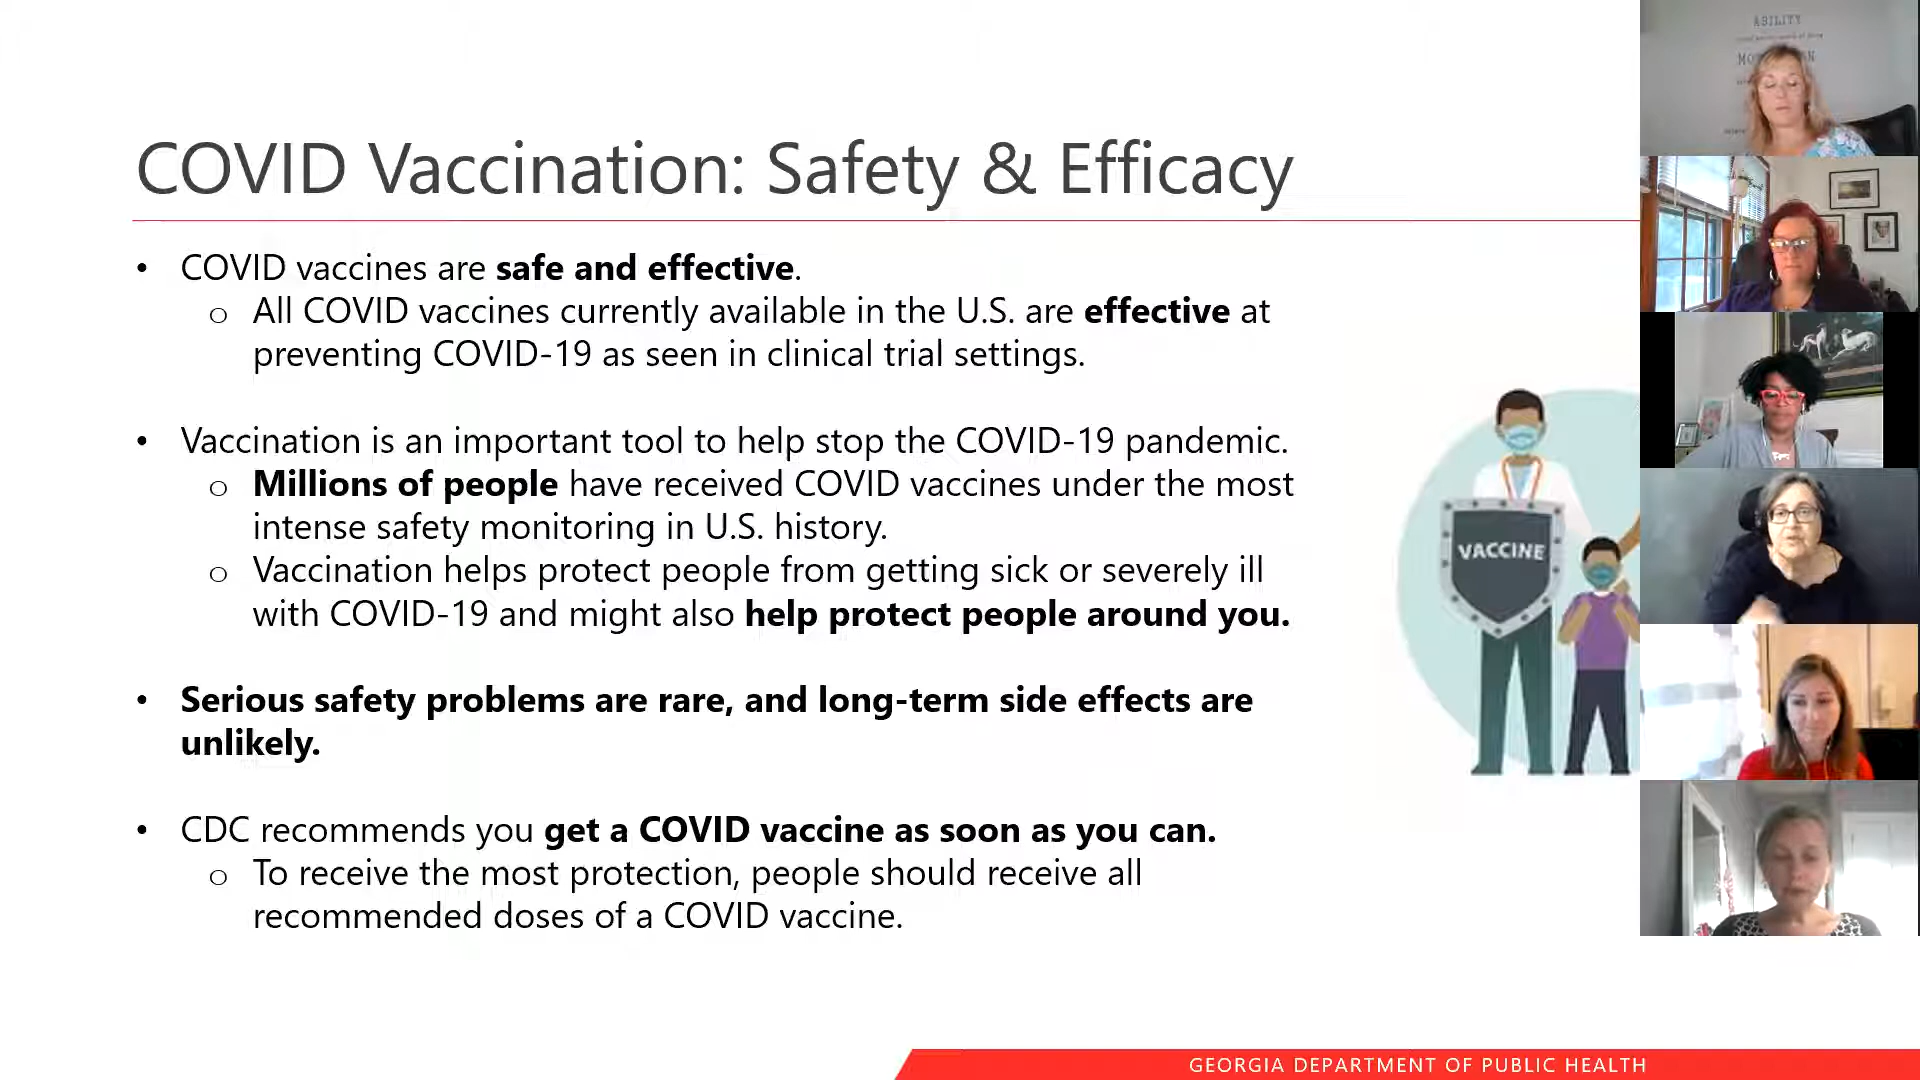 COVID Vaccination: Safety & Efficacy
• COVID vaccines are safe and effective.
o All COVID vaccines currently available in the U.S. are effective at
preventing COVID-19 as seen in clinical trial settings.
• Vaccination is an important tool to help stop the COVID-19 pandemic.
o Millions of people have received COVID vaccines under the most
intense safety monitoring in U.S. history.
o Vaccination helps protect people from getting sick or severely ill
with COVID-19 and might also help protect people around you.
• Serious safety problems are rare, and long-term side effects are
unlikely.
• CDC recommends you get a COVID vaccine as soon as you can.
o To receive the most protection, people should receive all
recommended doses of a COVID vaccine.
VACCINE
ABILITY
GEORGIA DEPARTMENT OF PUBLIC HEALTH